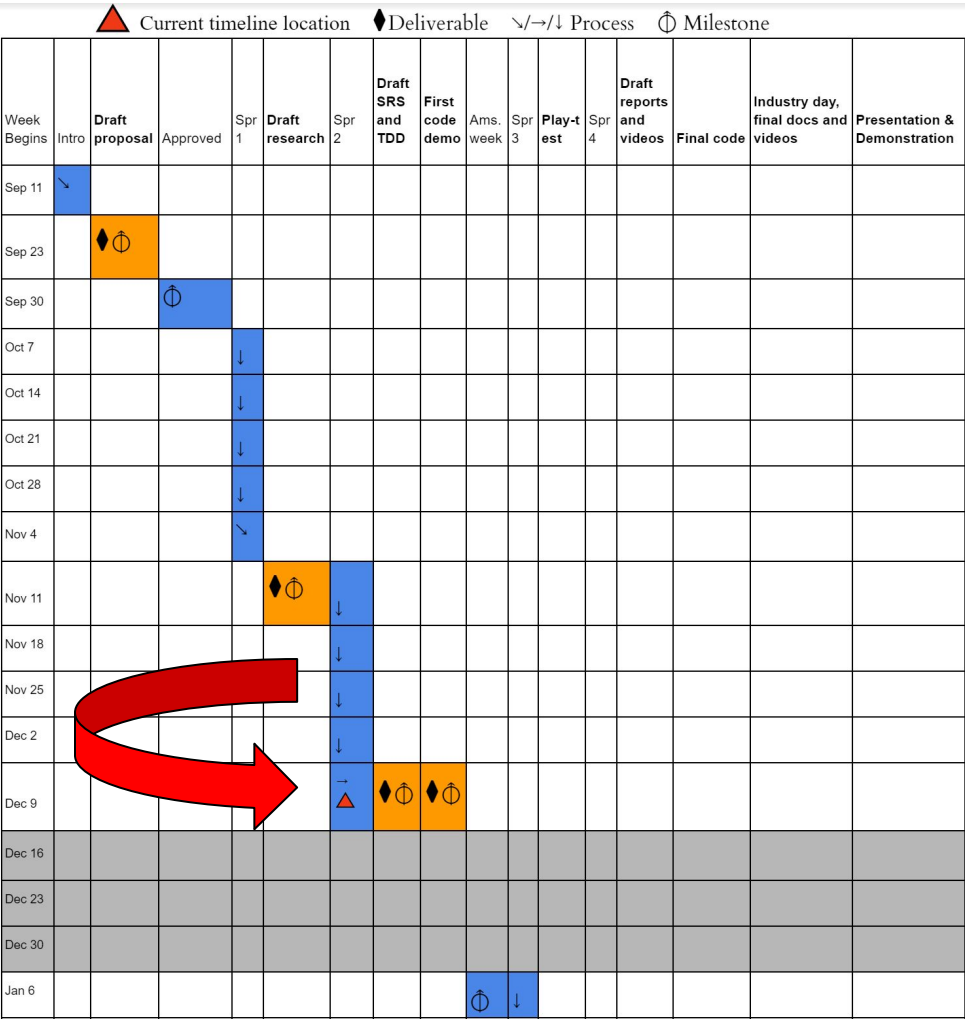 Current timeline location ♦Deliverable ↘/→/↓ Process ⏀ Milestone
Week Begins
Intro
Draft proposal
Approved
Spr 1
Draft research
Spr 2
Draft SRS and TDD
First code demo
Ams. week
Spr 3
Play-t est
Spr 4
Draft reports and videos
Final code
Industry day, final docs and videos
Presentation & Demonstration
Sep 11 ↘
Sep 23
Sep 30
Oct 7 ↓
Oct 14 ↓
Oct 21 ↓
Oct 28 ↓
Nov 4 ↘
Nov 11 ↓
Nov 18 ↓
Nov 25 ↓
Dec 2 ↓
Dec 9 →
Dec 16
Dec 23
Dec 30
Jan 6 ↓